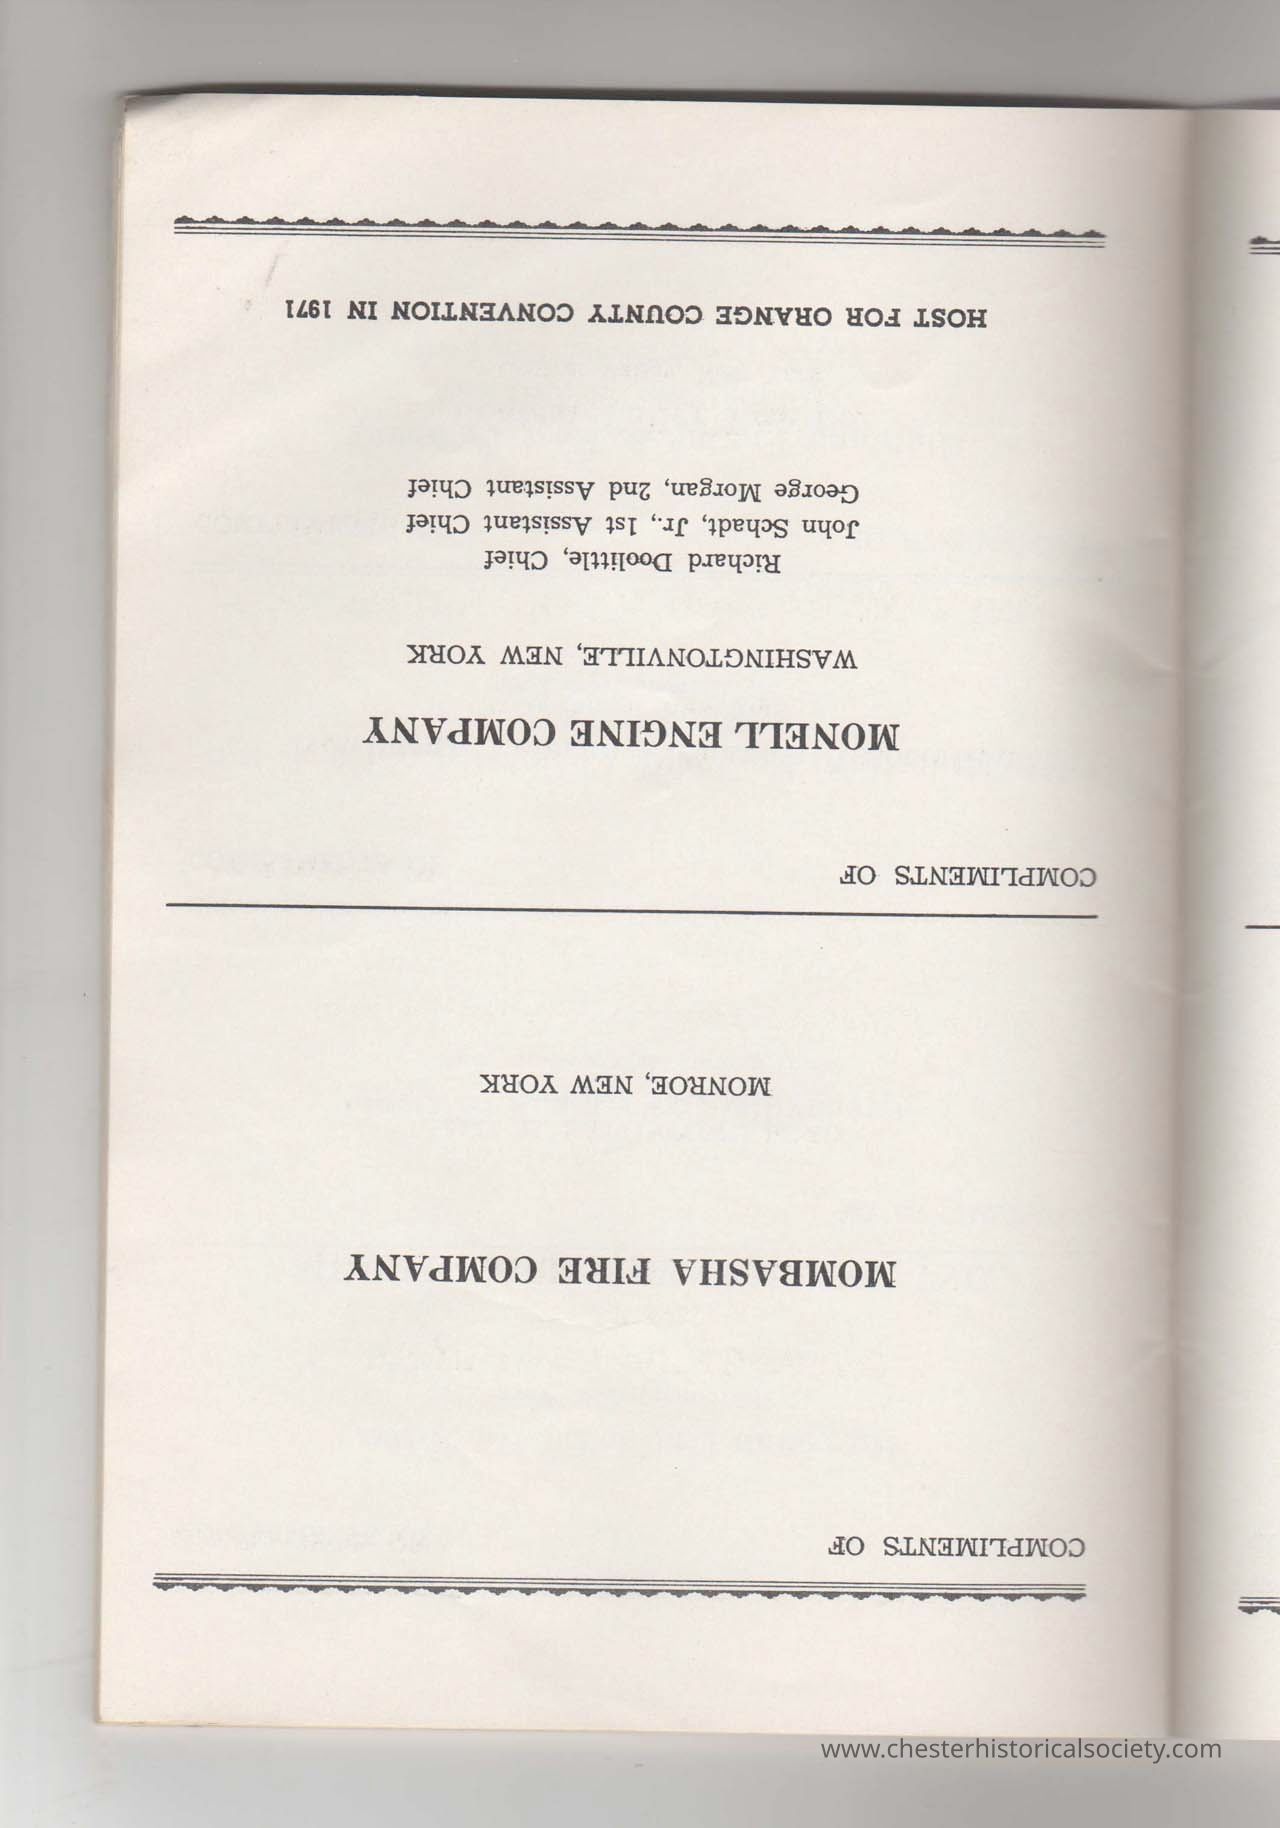 COMPLIMENTS OF
MOMBASHA FIRE COMPANY
MONROE, NEW YORK
COMPLIMENTS OF
MONELL ENGINE COMPANY
WASHINGTONVILLE, NEW YORK
Richard Doolittle, Chief
John Schadt, Jr., 1st Assistant Chief
George Morgan, 2nd Assistant Chief
HOST FOR ORANGE COUNTY CONVENTION IN 1971
www.chesterhistoricalsociety.com